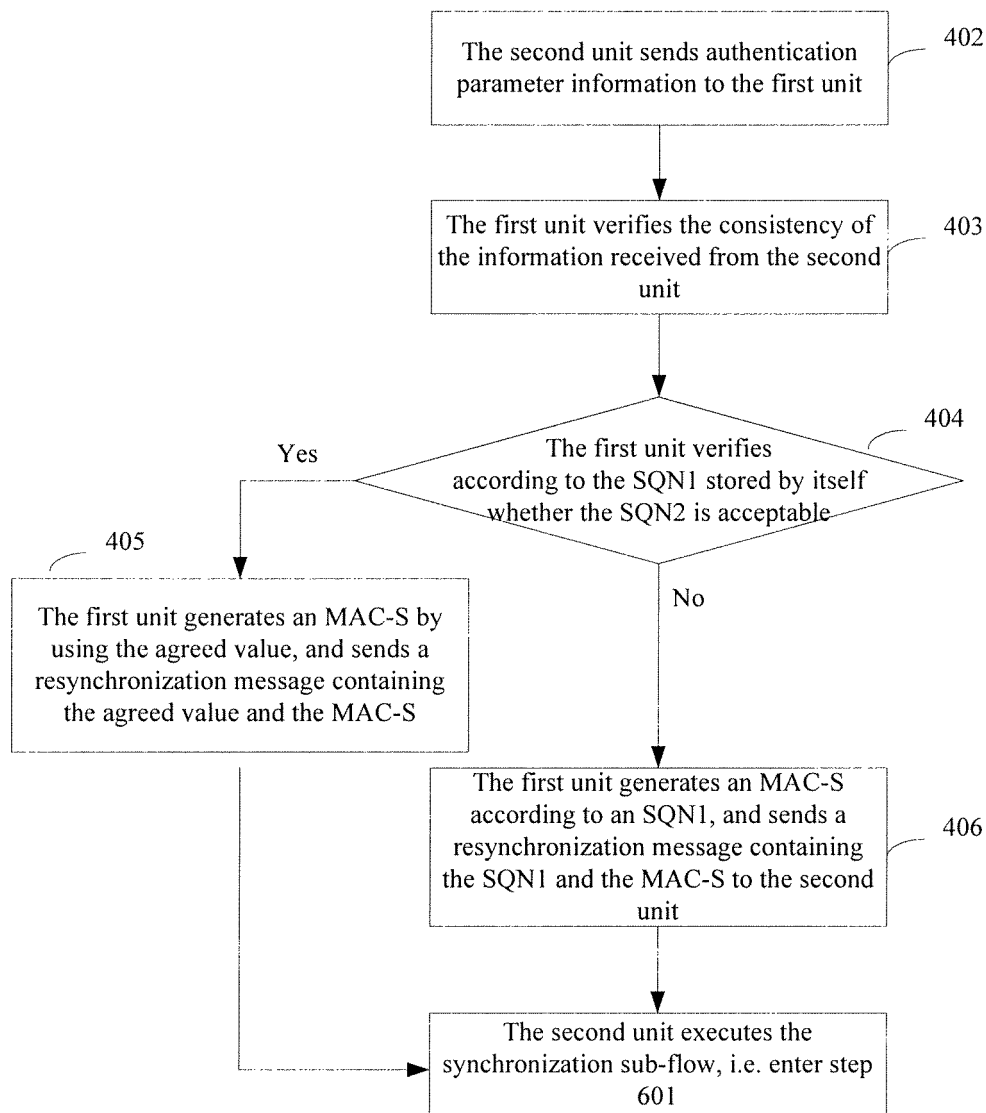 402
The second unit sends authentication
parameter information to the first unit
403
The first unit verifies the consistency of
the information received from the second
unit
404
The first unit verifies
according to the SQN1 stored by itself
whether the SQN2 is acceptable
Yes
No
405
The first unit generates an MAC-S by
using the agreed value, and sends a
resynchronization message containing
the agreed value and the MAC-S
406
The first unit generates an MAC-S
according to an SQN1, and sends a
resynchronization message containing
the SQN1 and the MAC-S to the second
unit
The second unit executes the
synchronization sub-flow, i.e. enter step
601